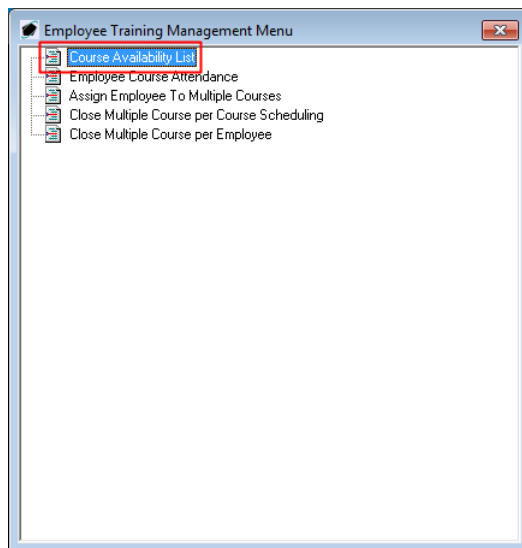 Employee Training Management Menu
Course Availability List
Employee Course Attendance
Assign Employee To Multiple Courses
Close Multiple Course per Course Scheduling
Close Multiple Course per Employee